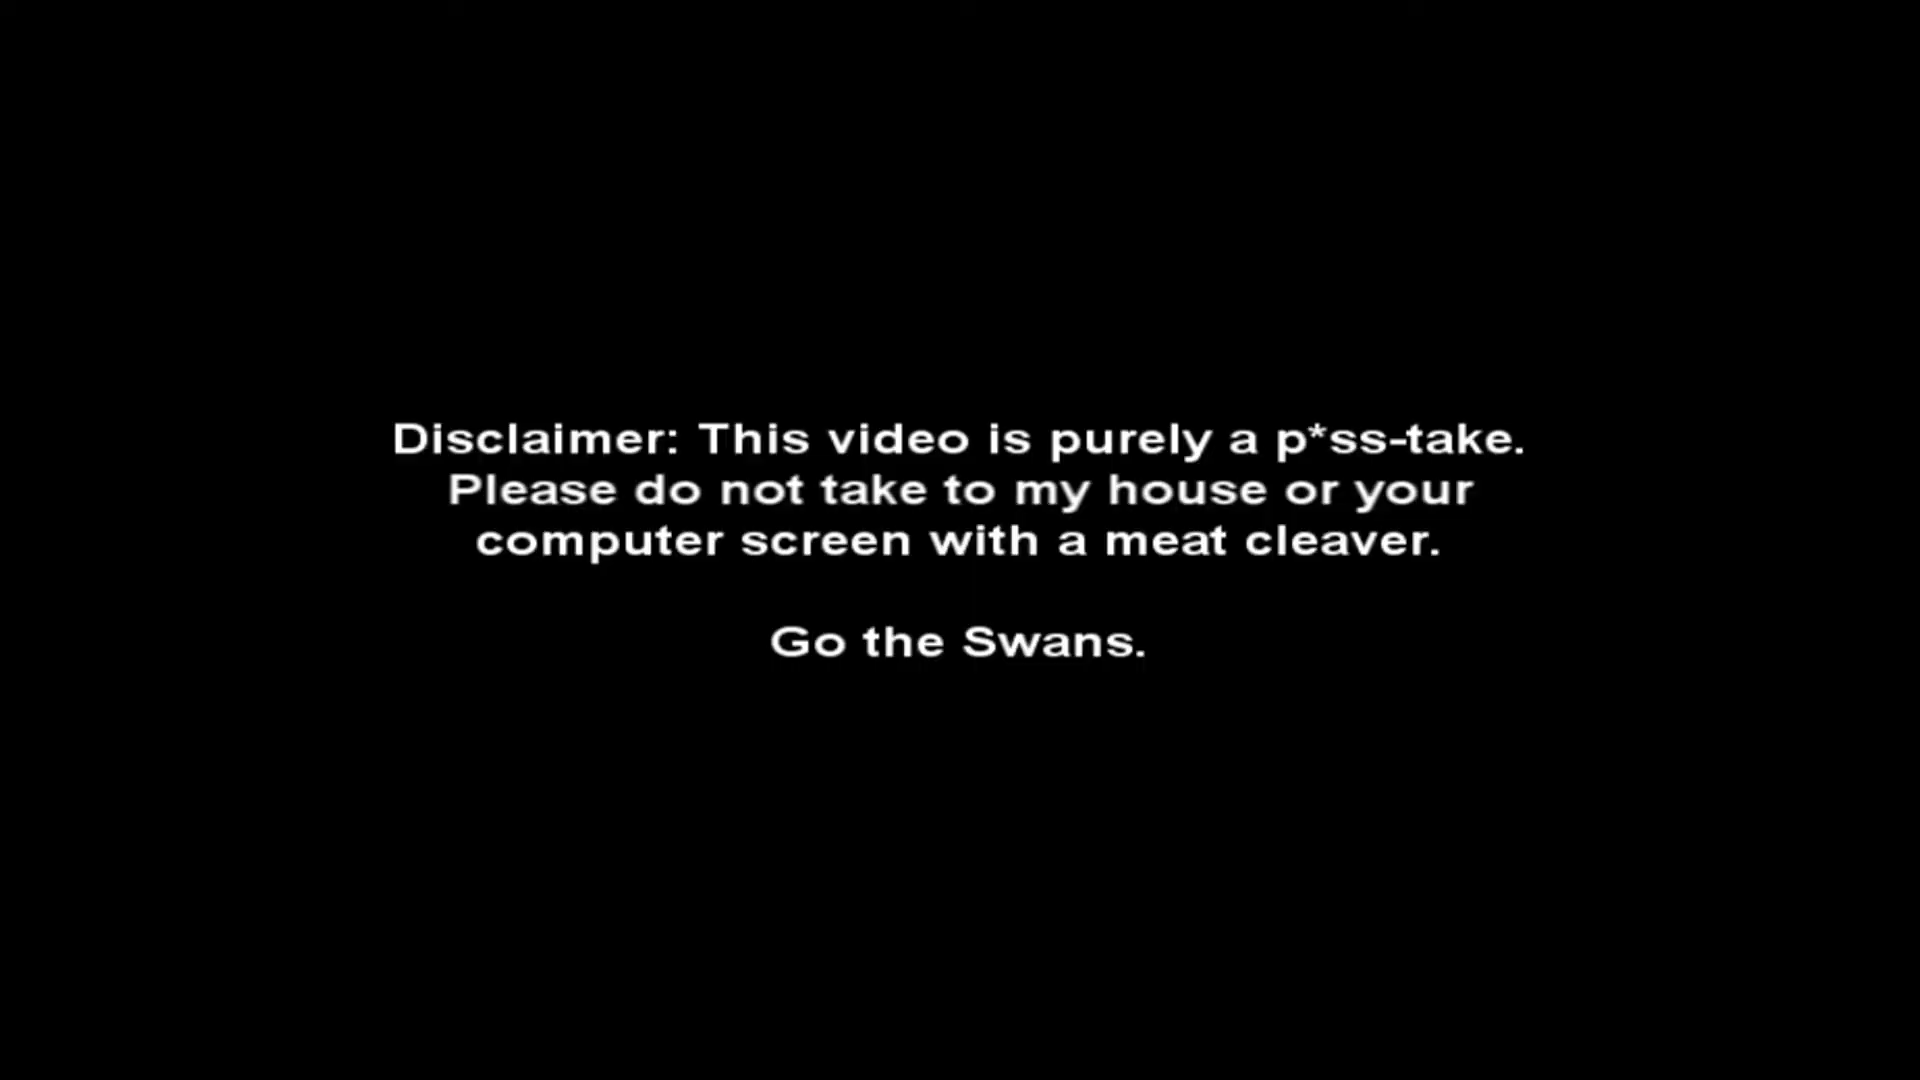 Disclaimer: This video is purely a p*ss-take.
Please do not take to my house or your
computer screen with a meat cleaver.
Go the Swans.